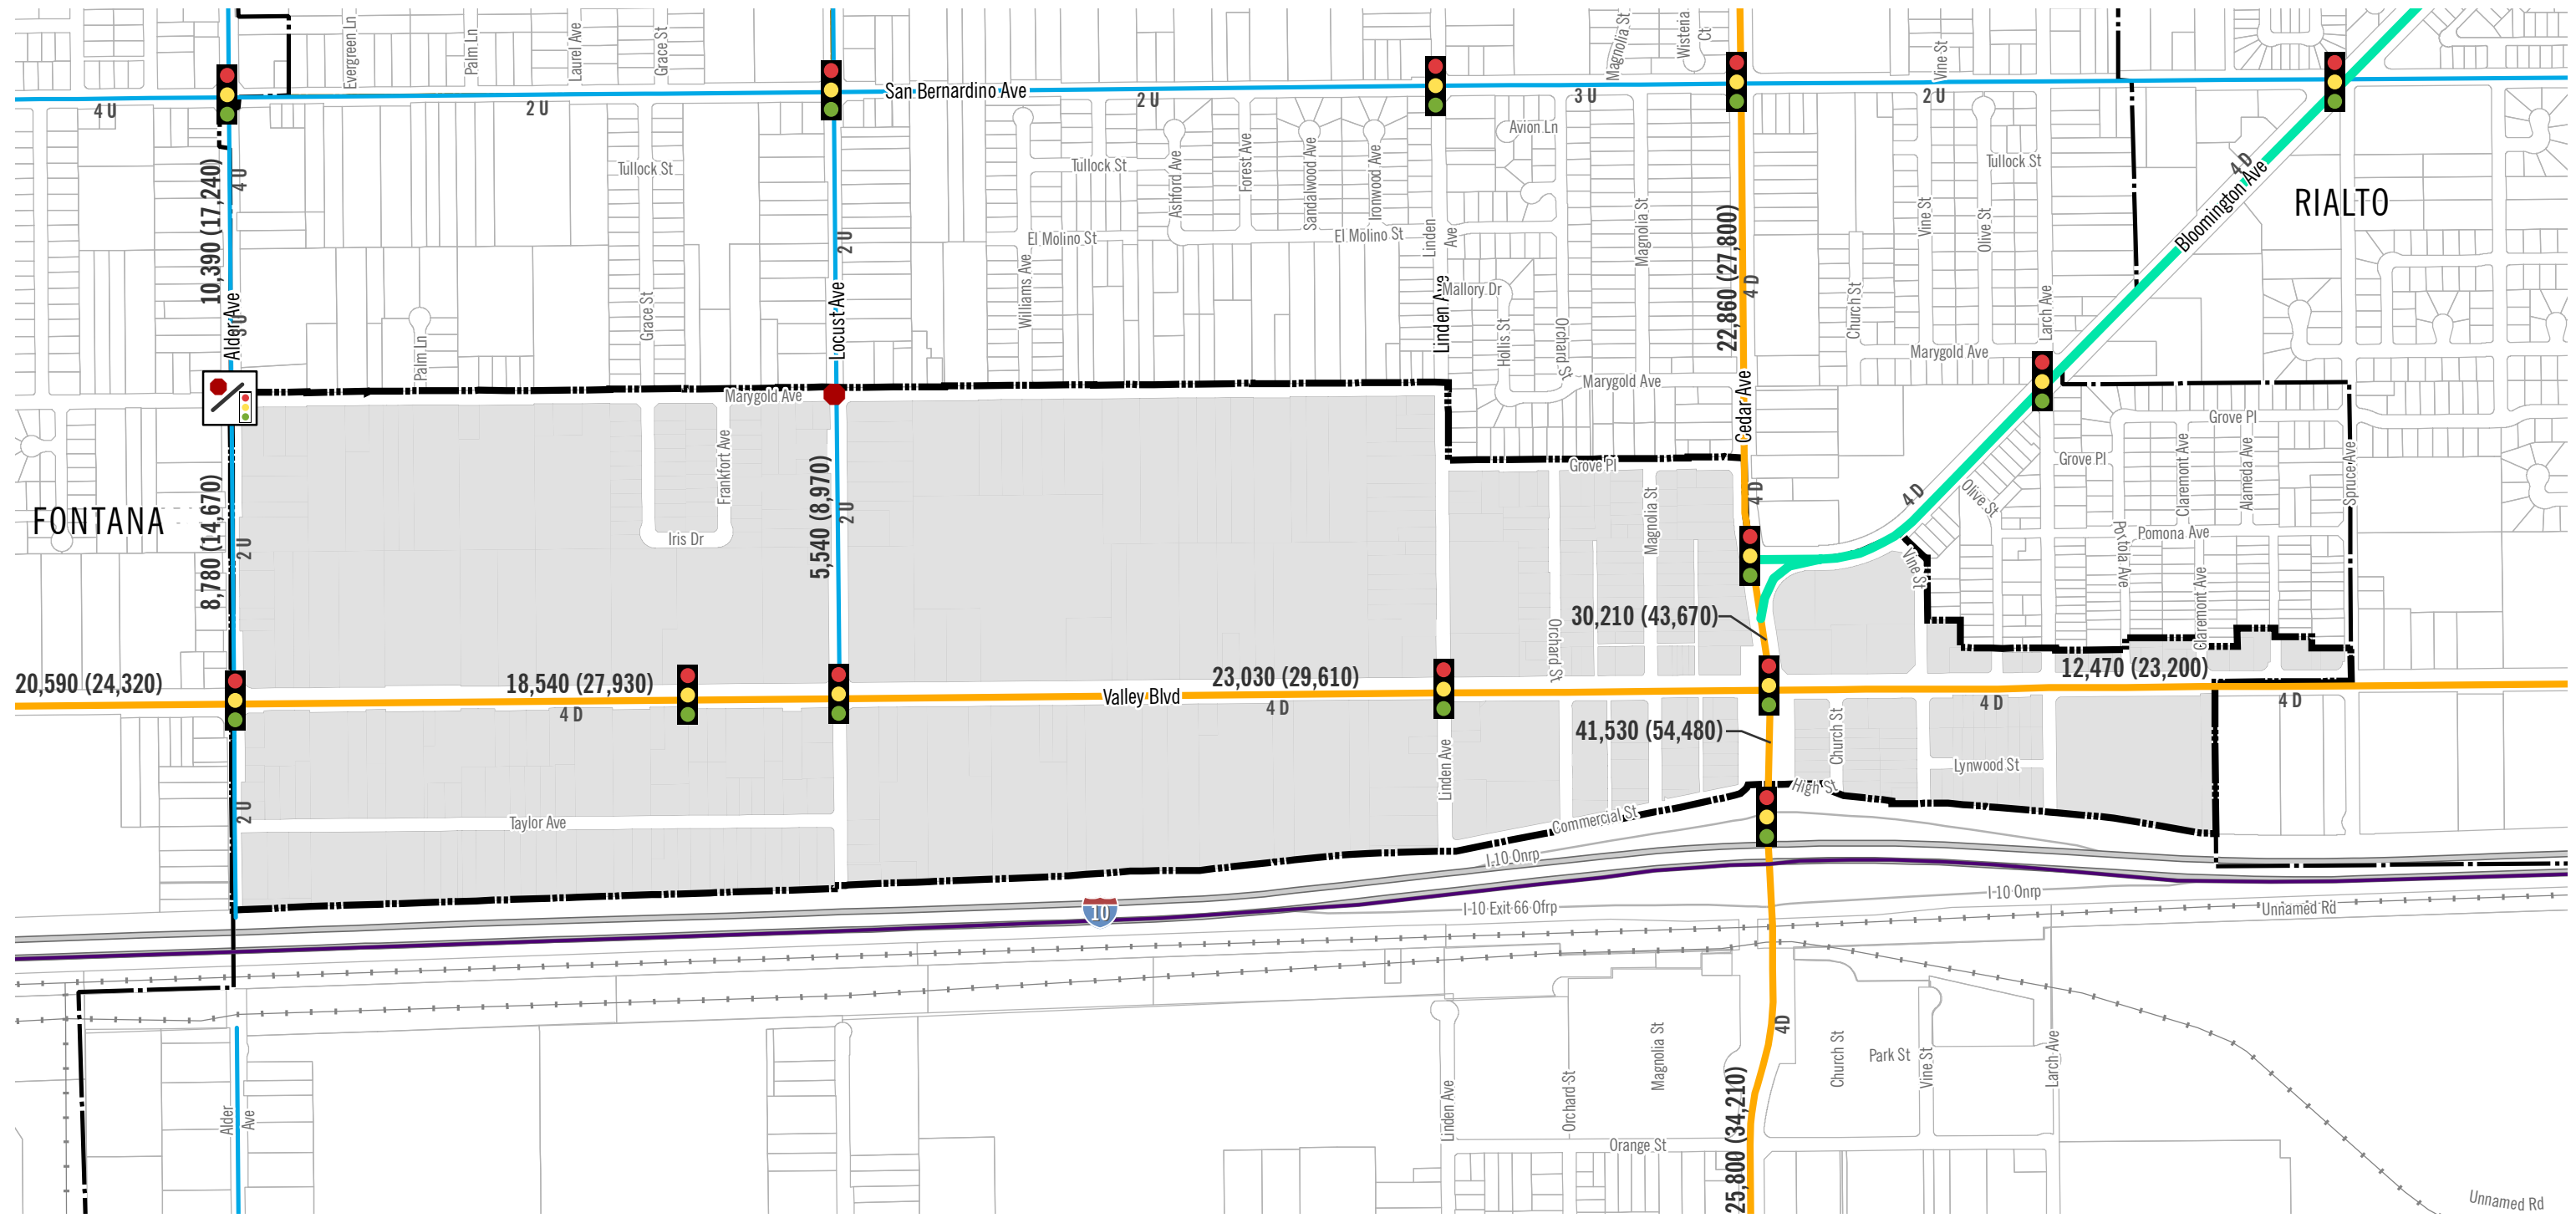 Evergreen Ln
Palm Ln
Laurel Ave
Grace St
Magnolia St
Wisteria
Ct
Vine St
San Bernardino Ave
4 U
2 U
2 U
3 U
2 U
Avion Ln
Tullock St
Tullock St
Tullock St
4 U
10,390 (17,240)
Ashford Ave
Forest Ave
Sandalwood Ave
Ironwood Ave
4 D
Bloomington Ave
RIALTO
2 U
El Molino St
El Molino St
Linden
Ave
Magnolia St
Vine St
Olive St
22,860 (27,800)
4 D
Williams Ave
Mallory Dr
Linden Ave
Alder Ave
3 U
Palm Ln
Grace St
Locust Ave
Hollis St
Orchard St
Church St
Larch Ave
Marygold Ave
Marygold Ave
Marygold Ave
Cedar Ave
Grove Pl
Grove Pl
Grove Pl
Frankfort Ave
Iris Dr
5,540 (8,970)
2 U
Magnolia St
4 D
4 D
Olive St
Claremont Ave
Alameda Ave
Spruce Ave
Pomona Ave
Portola Ave
Claremont Ave
Vine St
FONTANA
8,780 (14,670)
2 U
30,210 (43,670)
Orchard St
20,590 (24,320)
18,540 (27,930)
23,030 (29,610)
12,470 (23,200)
Valley Blvd
4 D
4 D
4 D
4 D
41,530 (54,480)
Church St
Linden Ave
Lynwood St
High St
2 U
Taylor Ave
Commercial St
I-10 Onrp
I-10 Onrp
10
I-10 Exit 66 Ofrp
Unnamed Rd
4D
Magnolia St
Church St
Park St
Vine St
Larch Ave
Alder
Ave
Linden Ave
Orchard St
Orange St
25,800 (34,210)
Unnamed Rd